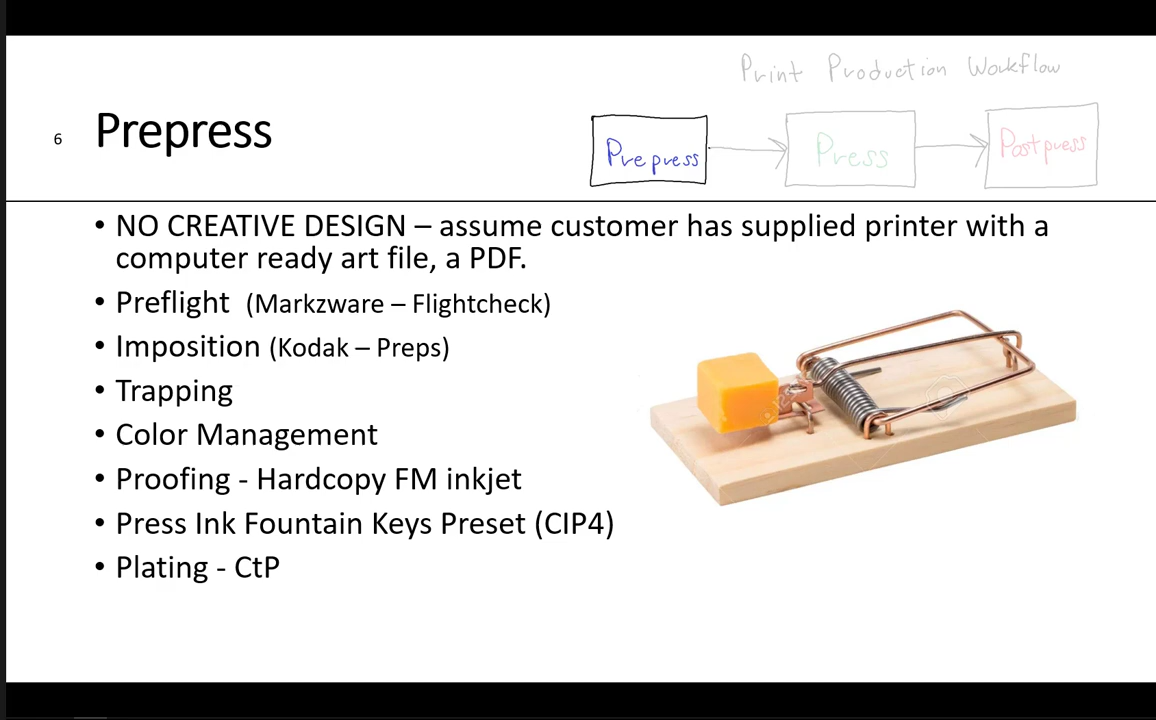 Print Production Workflow
6
Prepress
Prepress
Press
Postpress
• NO CREATIVE DESIGN – assume customer has supplied printer with a
computer ready art file, a PDF.
• Preflight (Markzware – Flightcheck)
• Imposition (Kodak – Preps)
• Trapping
• Color Management
• Proofing - Hardcopy FM inkjet
• Press Ink Fountain Keys Preset (CIP4)
• Plating - CtP